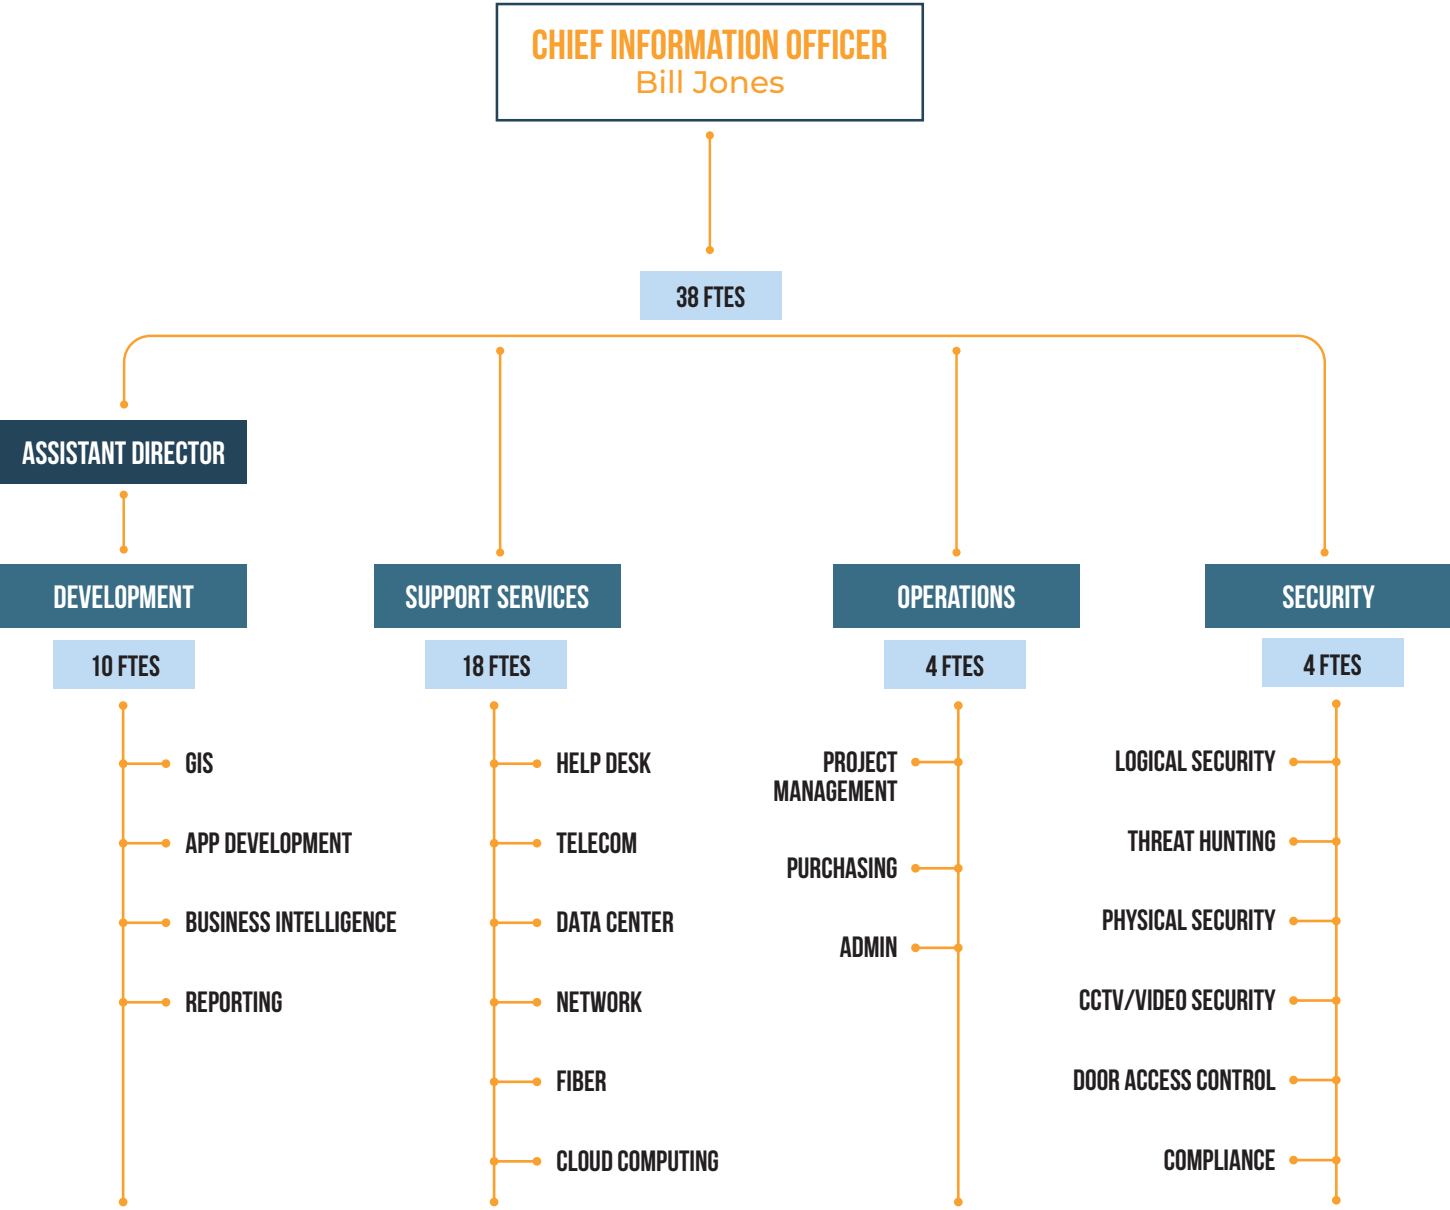 CHIEF INFORMATION OFFICER
Bill Jones
38 FTES
ASSISTANT DIRECTOR
DEVELOPMENT
10 FTES
GIS
APP DEVELOPMENT
BUSINESS INTELLIGENCE
REPORTING
SUPPORT SERVICES
18 FTES
HELP DESK
TELECOM
DATA CENTER
NETWORK
FIBER
CLOUD COMPUTING
OPERATIONS
4 FTES
PROJECT
MANAGEMENT
PURCHASING
ADMIN
SECURITY
4 FTES
LOGICAL SECURITY
THREAT HUNTING
PHYSICAL SECURITY
CCTV/VIDEO SECURITY
DOOR ACCESS CONTROL
COMPLIANCE